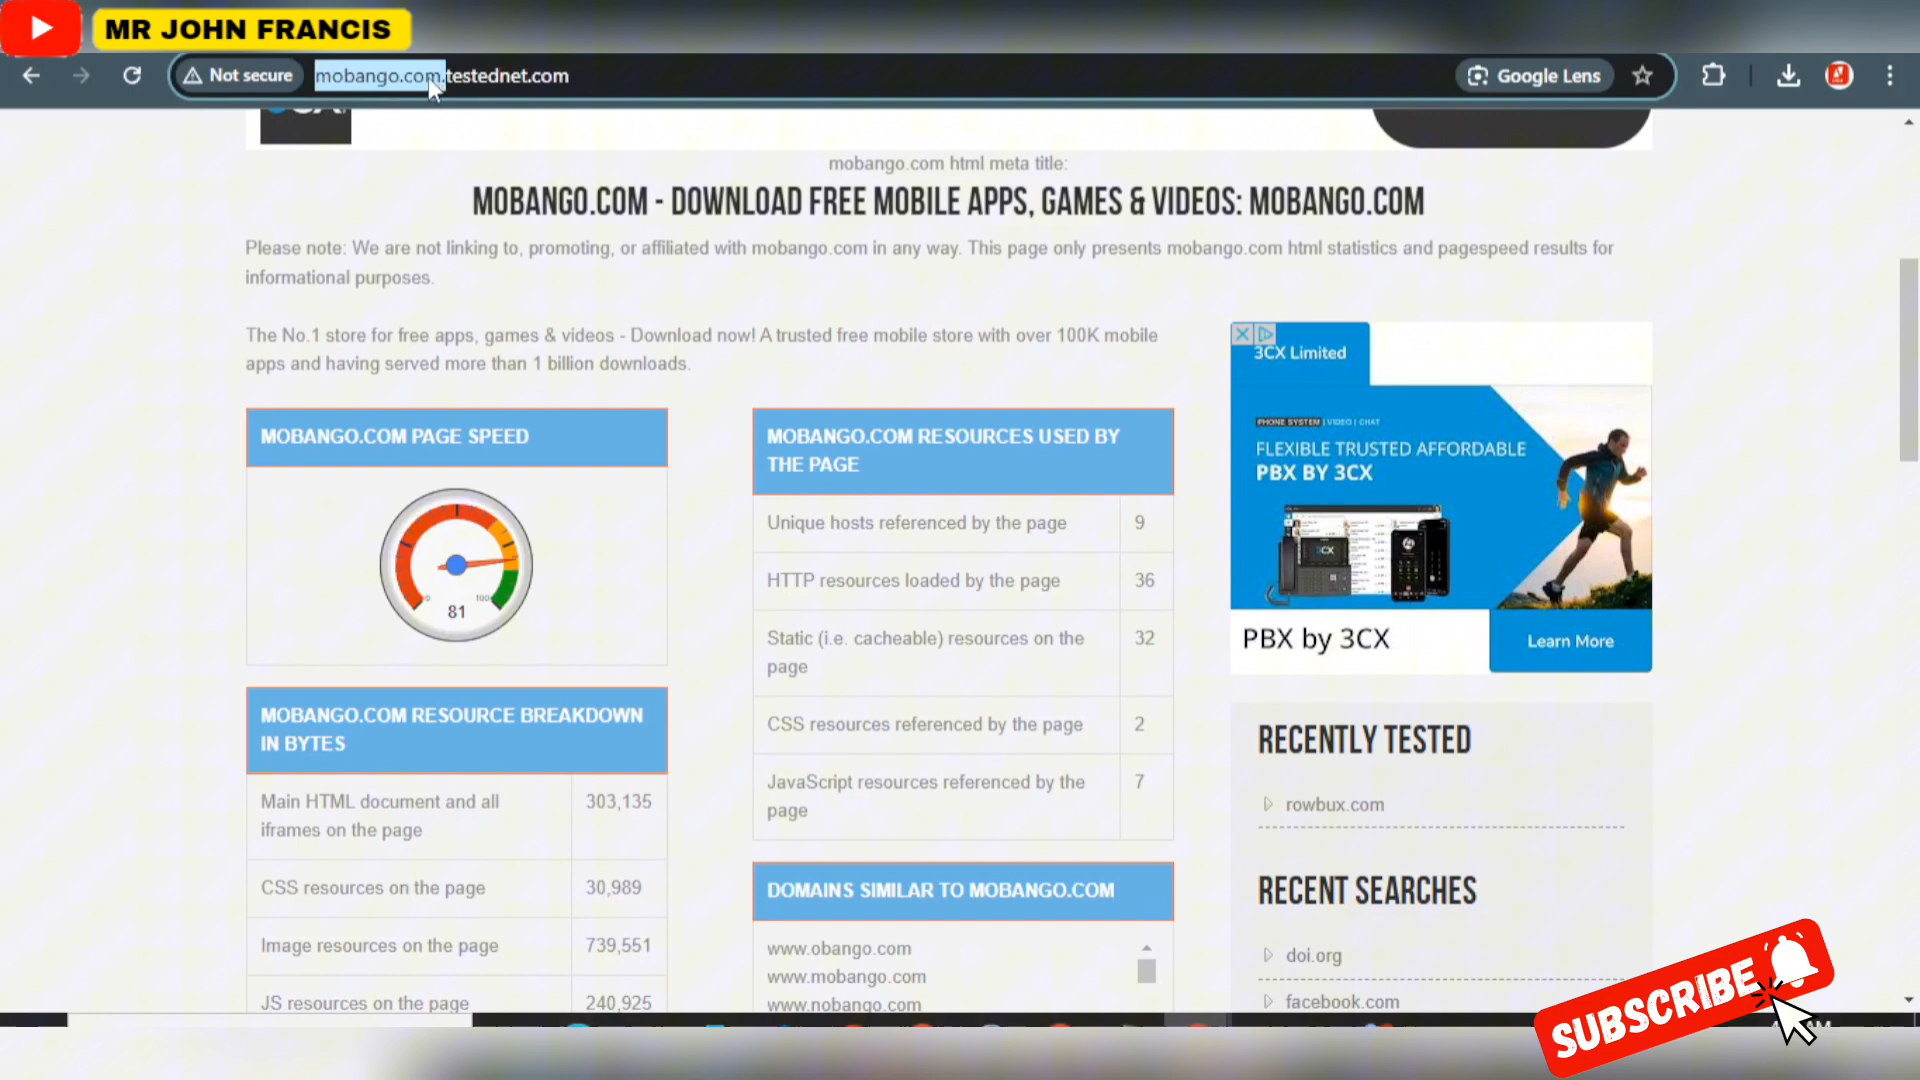 MR JOHN FRANCIS
Not secure
mobango.com.testednet.com
Google Lens
mobango.com html meta title:
MOBANGO.COM - DOWNLOAD FREE MOBILE APPS, GAMES & VIDEOS: MOBANGO.COM
Please note: We are not linking to, promoting, or affiliated with mobango.com in any way. This page only presents mobango.com html statistics and pagespeed results for
informational purposes.
The No.1 store for free apps, games & videos - Download now! A trusted free mobile store with over 100K mobile
apps and having served more than 1 billion downloads.
MOBANGO.COM PAGE SPEED
0
100
81
MOBANGO.COM RESOURCE BREAKDOWN
IN BYTES
Main HTML document and all
iframes on the page
303,135
CSS resources on the page
30,989
Image resources on the page
739,551
JS resources on the page
240,925
MOBANGO.COM RESOURCES USED BY
THE PAGE
Unique hosts referenced by the page
9
HTTP resources loaded by the page
36
Static (i.e. cacheable) resources on the
page
32
CSS resources referenced by the page
2
JavaScript resources referenced by the
page
7
DOMAINS SIMILAR TO MOBANGO.COM
www.obango.com
www.mobango.com
www.nobango.com
3CX Limited
PHONE SYSTEM | VIDEO | CHAT
FLEXIBLE TRUSTED AFFORDABLE
PBX BY 3CX
3CX
PBX by 3CX
Learn More
RECENTLY TESTED
rowbux.com
RECENT SEARCHES
doi.org
facebook.com
SUBSCRIBE